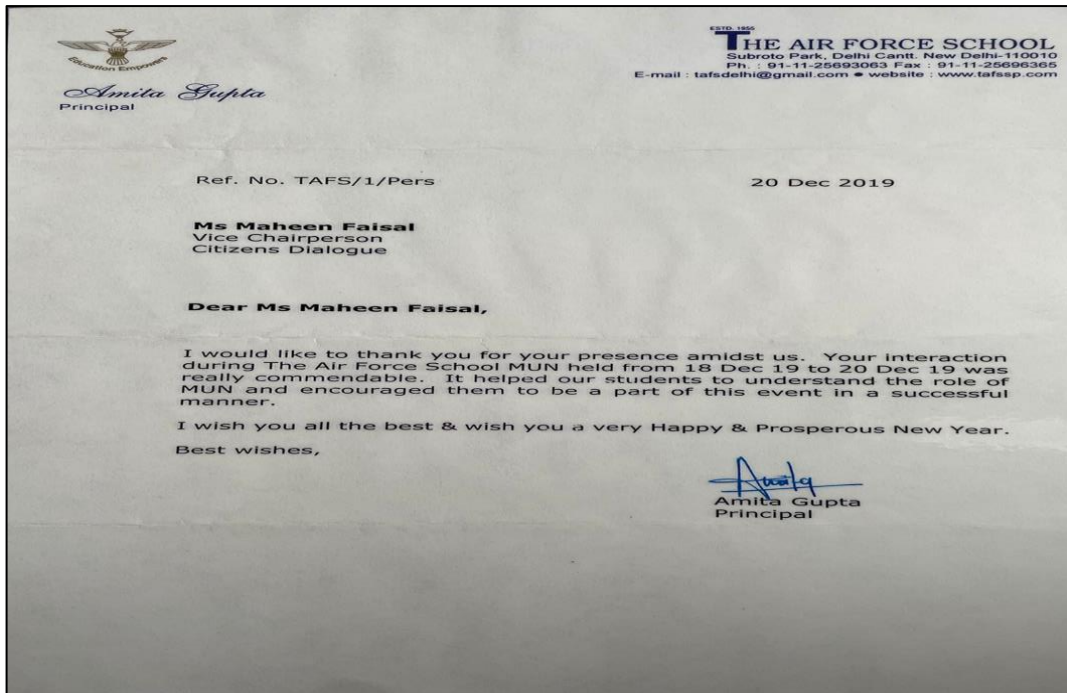 Education Empowers
Amita Gupta
Principal
ESTD. 1955
THE AIR FORCE SCHOOL
Subroto Park, Delhi Cantt. New Delhi-110010
Ph. : 91-11-25693063 Fax : 91-11-25696365
E-mail : tafsdelhi@gmail.com ● website : www.tafssp.com
Ref. No. TAFS/1/Pers
20 Dec 2019
Ms Maheen Faisal
Vice Chairperson
Citizens Dialogue
Dear Ms Maheen Faisal,
I would like to thank you for your presence amidst us. Your interaction
during The Air Force School MUN held from 18 Dec 19 to 20 Dec 19 was
really commendable. It helped our students to understand the role of
MUN and encouraged them to be a part of this event in a successful
manner.
I wish you all the best & wish you a very Happy & Prosperous New Year.
Best wishes,
Amita
Amita Gupta
Principal